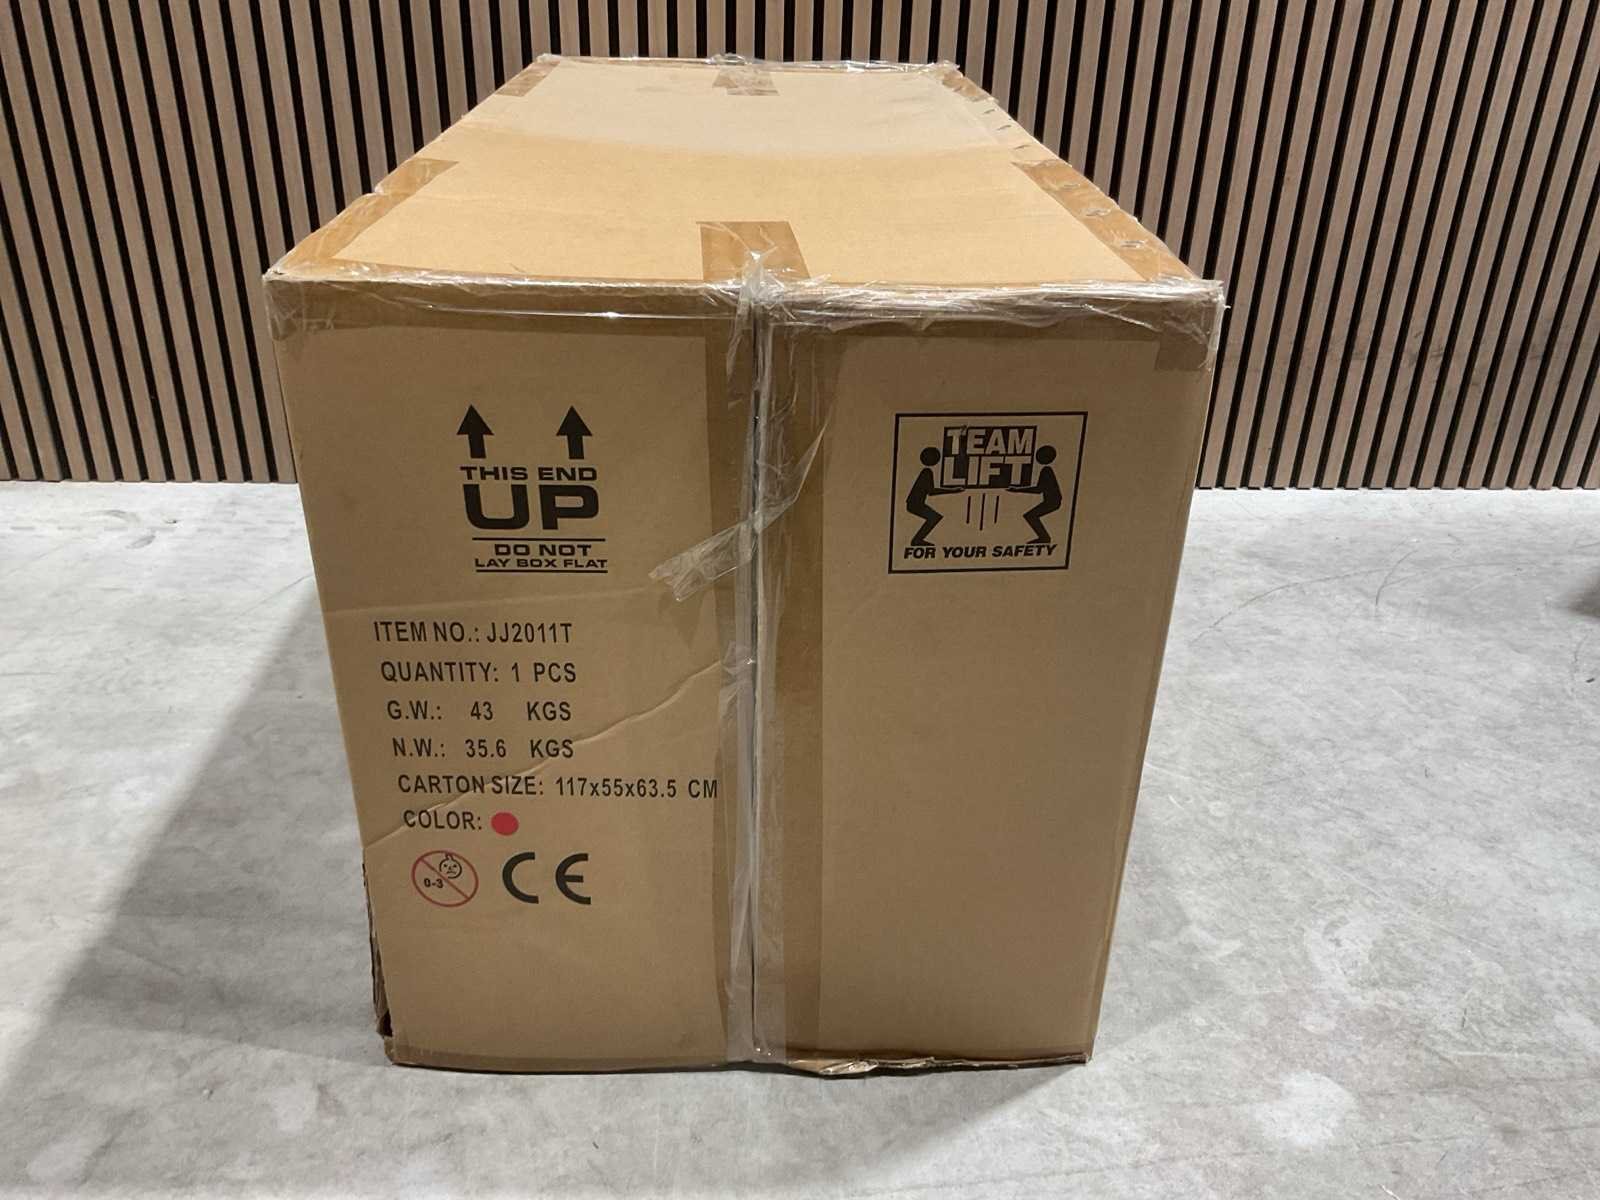 THIS END
UP
DO NOT
LAY BOX FLAT
ITEM NO.: JJ2011T
QUANTITY: 1 PCS
G.W.: 43 KGS
N.W.: 35.6 KGS
CARTON SIZE: 117x55x63.5 CM
COLOR:
0-3
CE
TEAM
LIFT
FOR YOUR SAFETY